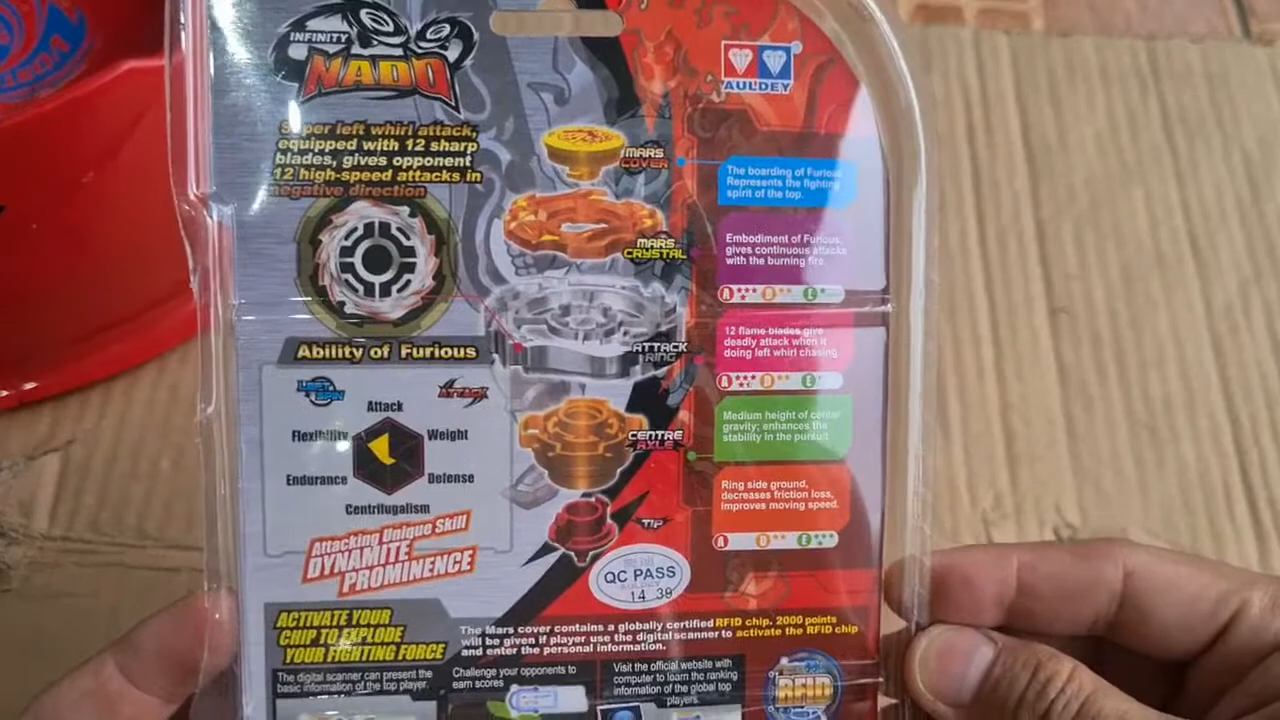 INFINITY
NADO
AULDEY
Super left whirl attack,
equipped with 12 sharp
blades, gives opponent
12 high-speed attacks in
negative direction
MARS
COVER
The boarding of Furious.
Represents the fighting
spirit of the top.
MARS
CRYSTAL
Embodiment of Furious,
gives continuous attacks
with the burning fire.
A D E
ATTACK
RING
12 flame blades give
deadly attack when it
doing left whirl chasing.
A D E
Ability of Furious
LEFT
SPIN
ATTACK
Attack
Flexibility
Weight
Endurance
Defense
Centrifugalism
CENTRE
AXLE
Medium height of center
gravity; enhances the
stability in the pursuit
TIP
Ring side ground,
decreases friction loss,
improves moving speed.
A D E
Attacking Unique Skill
DYNAMITE
PROMINENCE
QC PASS
AULDEY
14 39
ACTIVATE YOUR
CHIP TO EXPLODE
YOUR FIGHTING FORCE
The Mars cover contains a globally certified RFID chip. 2000 points
will be given if player use the digital scanner to activate the RFID chip
and enter the personal information.
The digital scanner can present the
basic information of the top player.
Challenge your opponents to
earn scores
Visit the official website with
computer to learn the ranking
information of the global top
players.
RFID